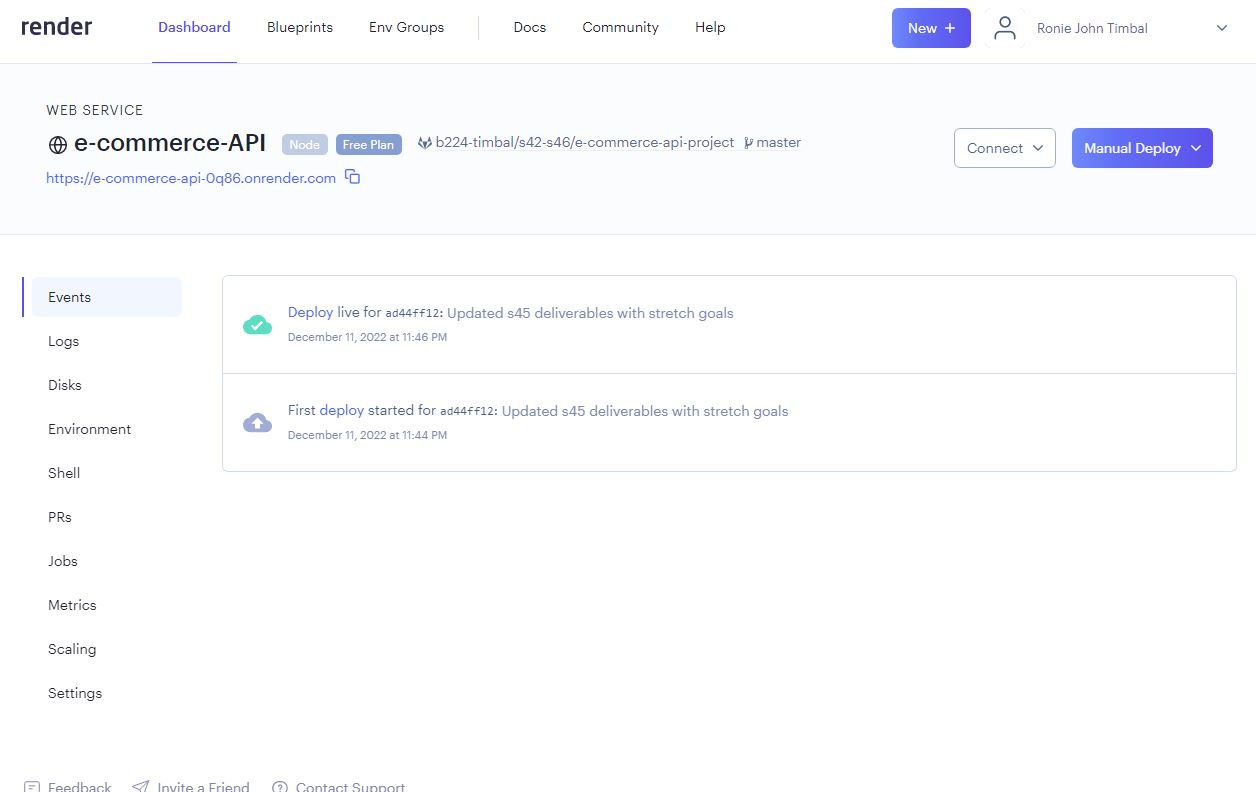 render Dashboard Blueprints Env Groups Docs Community Help New + Ronie John Timbal
WEB SERVICE
e-commerce-API Node Free Plan b224-timbal/s42-s46/e-commerce-api-project master Connect Manual Deploy
https://e-commerce-api-0q86.onrender.com
Events
Logs
Disks
Environment
Shell
PRs
Jobs
Metrics
Scaling
Settings
Deploy live for ad44ff12: Updated s45 deliverables with stretch goals
December 11, 2022 at 11:46 PM
First deploy started for ad44ff12: Updated s45 deliverables with stretch goals
December 11, 2022 at 11:44 PM
Feedback Invite a Friend Contact Support